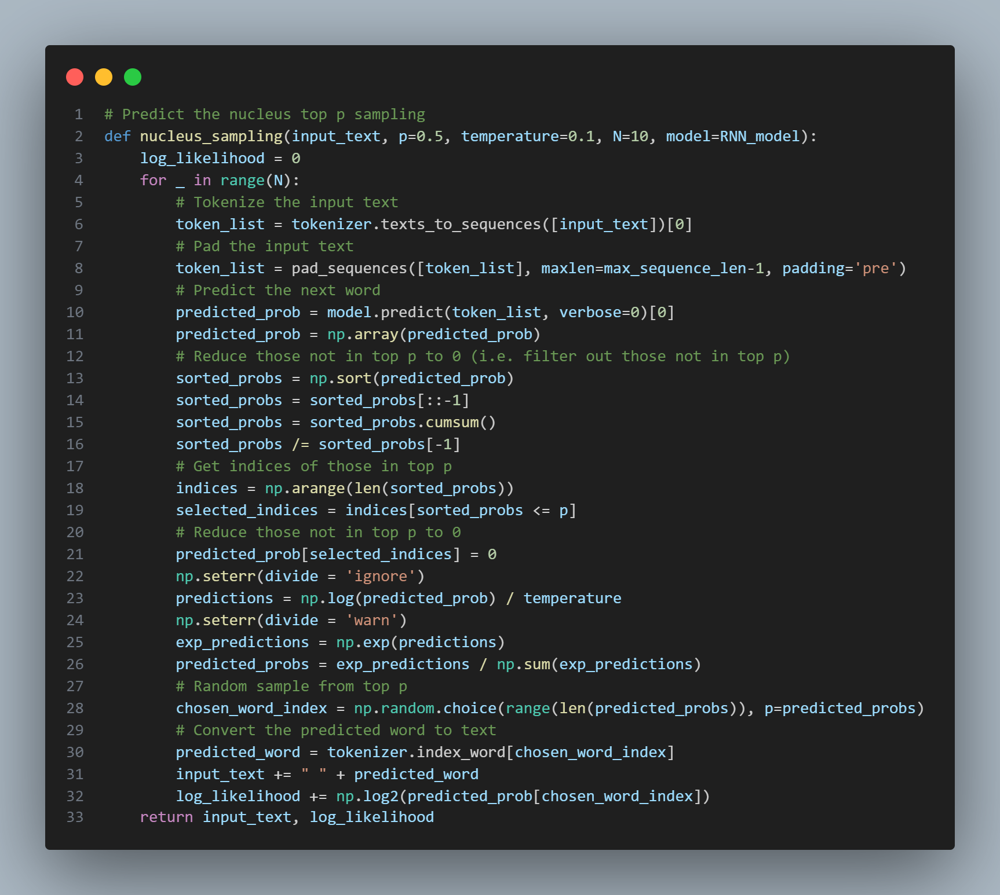 1 # Predict the nucleus top p sampling
2 def nucleus_sampling(input_text, p=0.5, temperature=0.1, N=10, model=RNN_model):
3     log_likelihood = 0
4     for _ in range(N):
5         # Tokenize the input text
6         token_list = tokenizer.texts_to_sequences([input_text])[0]
7         # Pad the input text
8         token_list = pad_sequences([token_list], maxlen=max_sequence_len-1, padding='pre')
9         # Predict the next word
10         predicted_prob = model.predict(token_list, verbose=0)[0]
11         predicted_prob = np.array(predicted_prob)
12         # Reduce those not in top p to 0 (i.e. filter out those not in top p)
13         sorted_probs = np.sort(predicted_prob)
14         sorted_probs = sorted_probs[::-1]
15         sorted_probs = sorted_probs.cumsum()
16         sorted_probs /= sorted_probs[-1]
17         # Get indices of those in top p
18         indices = np.arange(len(sorted_probs))
19         selected_indices = indices[sorted_probs <= p]
20         # Reduce those not in top p to 0
21         predicted_prob[selected_indices] = 0
22         np.seterr(divide = 'ignore')
23         predictions = np.log(predicted_prob) / temperature
24         np.seterr(divide = 'warn')
25         exp_predictions = np.exp(predictions)
26         predicted_probs = exp_predictions / np.sum(exp_predictions)
27         # Random sample from top p
28         chosen_word_index = np.random.choice(range(len(predicted_probs)), p=predicted_probs)
29         # Convert the predicted word to text
30         predicted_word = tokenizer.index_word[chosen_word_index]
31         input_text += " " + predicted_word
32         log_likelihood += np.log2(predicted_prob[chosen_word_index])
33     return input_text, log_likelihood